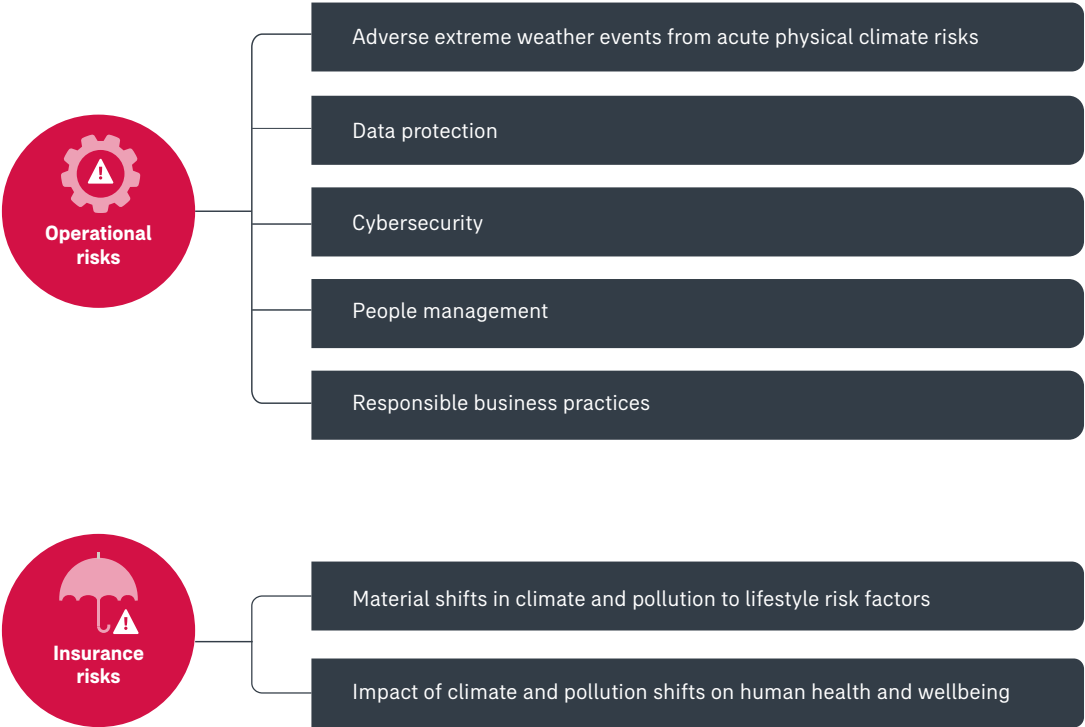 Adverse extreme weather events from acute physical climate risks
Data protection
Operational
risks
Cybersecurity
People management
Responsible business practices
Material shifts in climate and pollution to lifestyle risk factors
Insurance
risks
Impact of climate and pollution shifts on human health and wellbeing